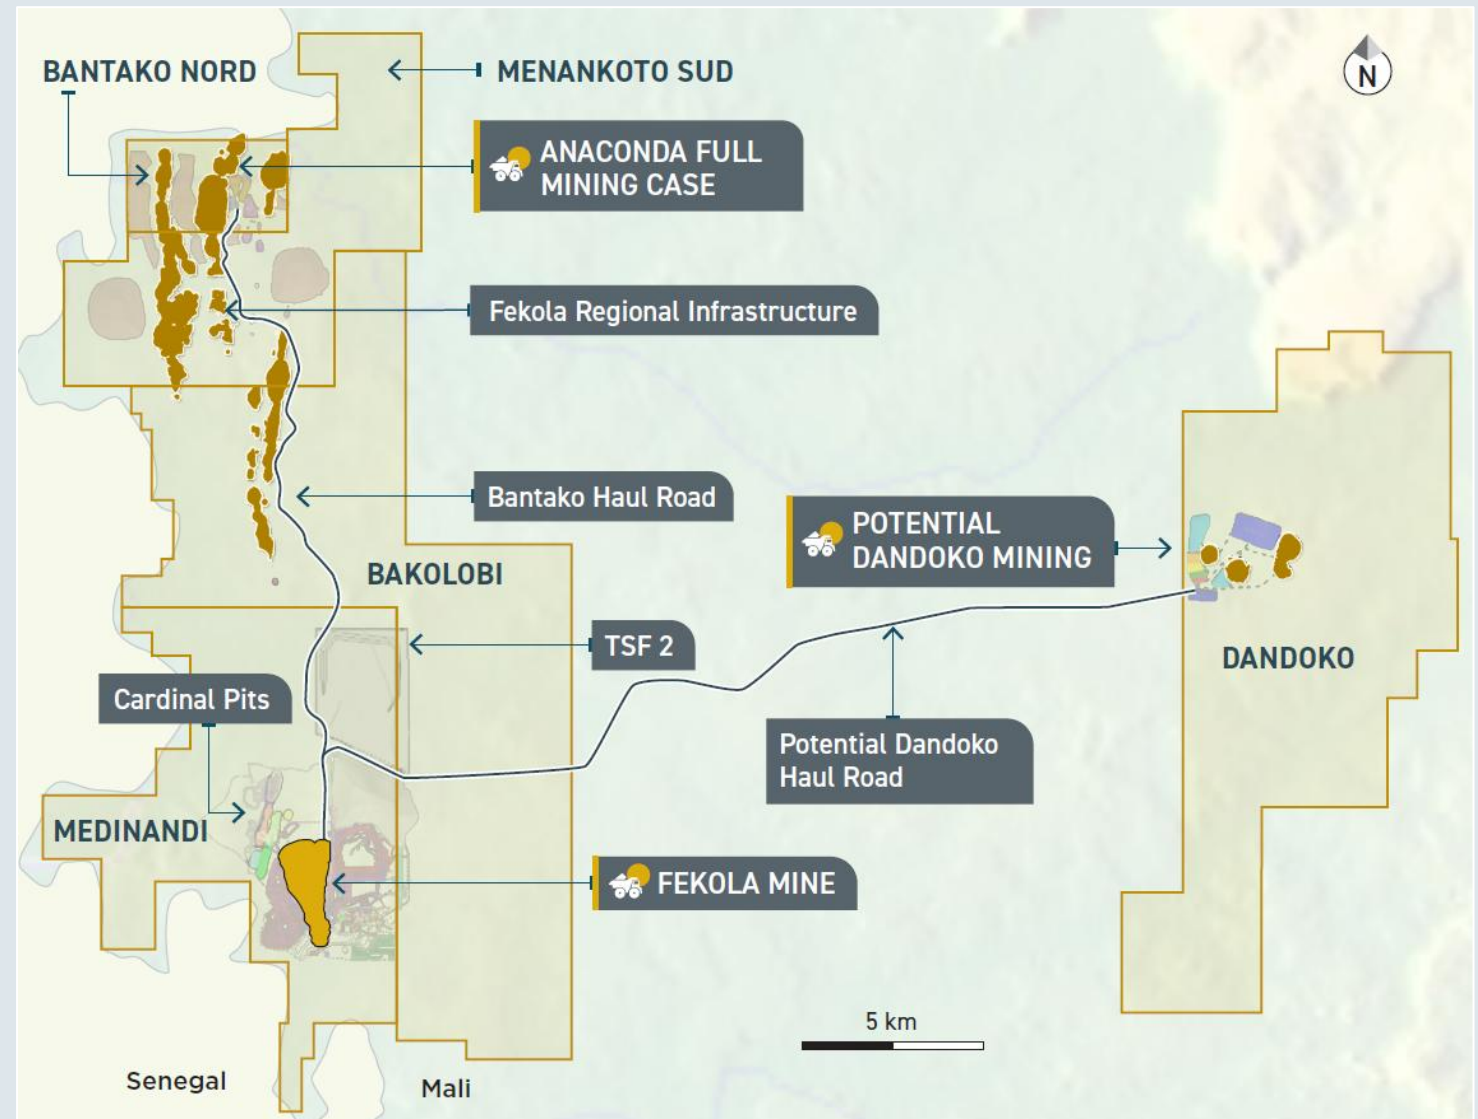 BANTAKO NORD
MENANKOTO SUD
N
ANACONDA FULL
MINING CASE
Fekola Regional Infrastructure
Bantako Haul Road
POTENTIAL
DANDOKO MINING
BAKOLOBI
TSF 2
DANDOKO
Cardinal Pits
Potential Dandoko
Haul Road
MEDINANDI
FEKOLA MINE
5 km
Senegal
Mali